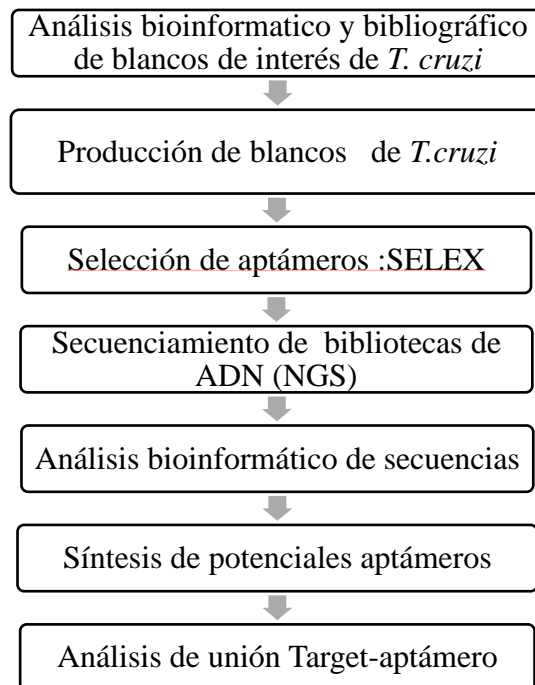 Análisis bioinformatico y bibliográfico
de blancos de interés de T. cruzi
Producción de blancos de T.cruzi
Selección de aptámeros :SELEX
Secuenciamiento de bibliotecas de
ADN (NGS)
Análisis bioinformático de secuencias
Síntesis de potenciales aptámeros
Análisis de unión Target-aptámero